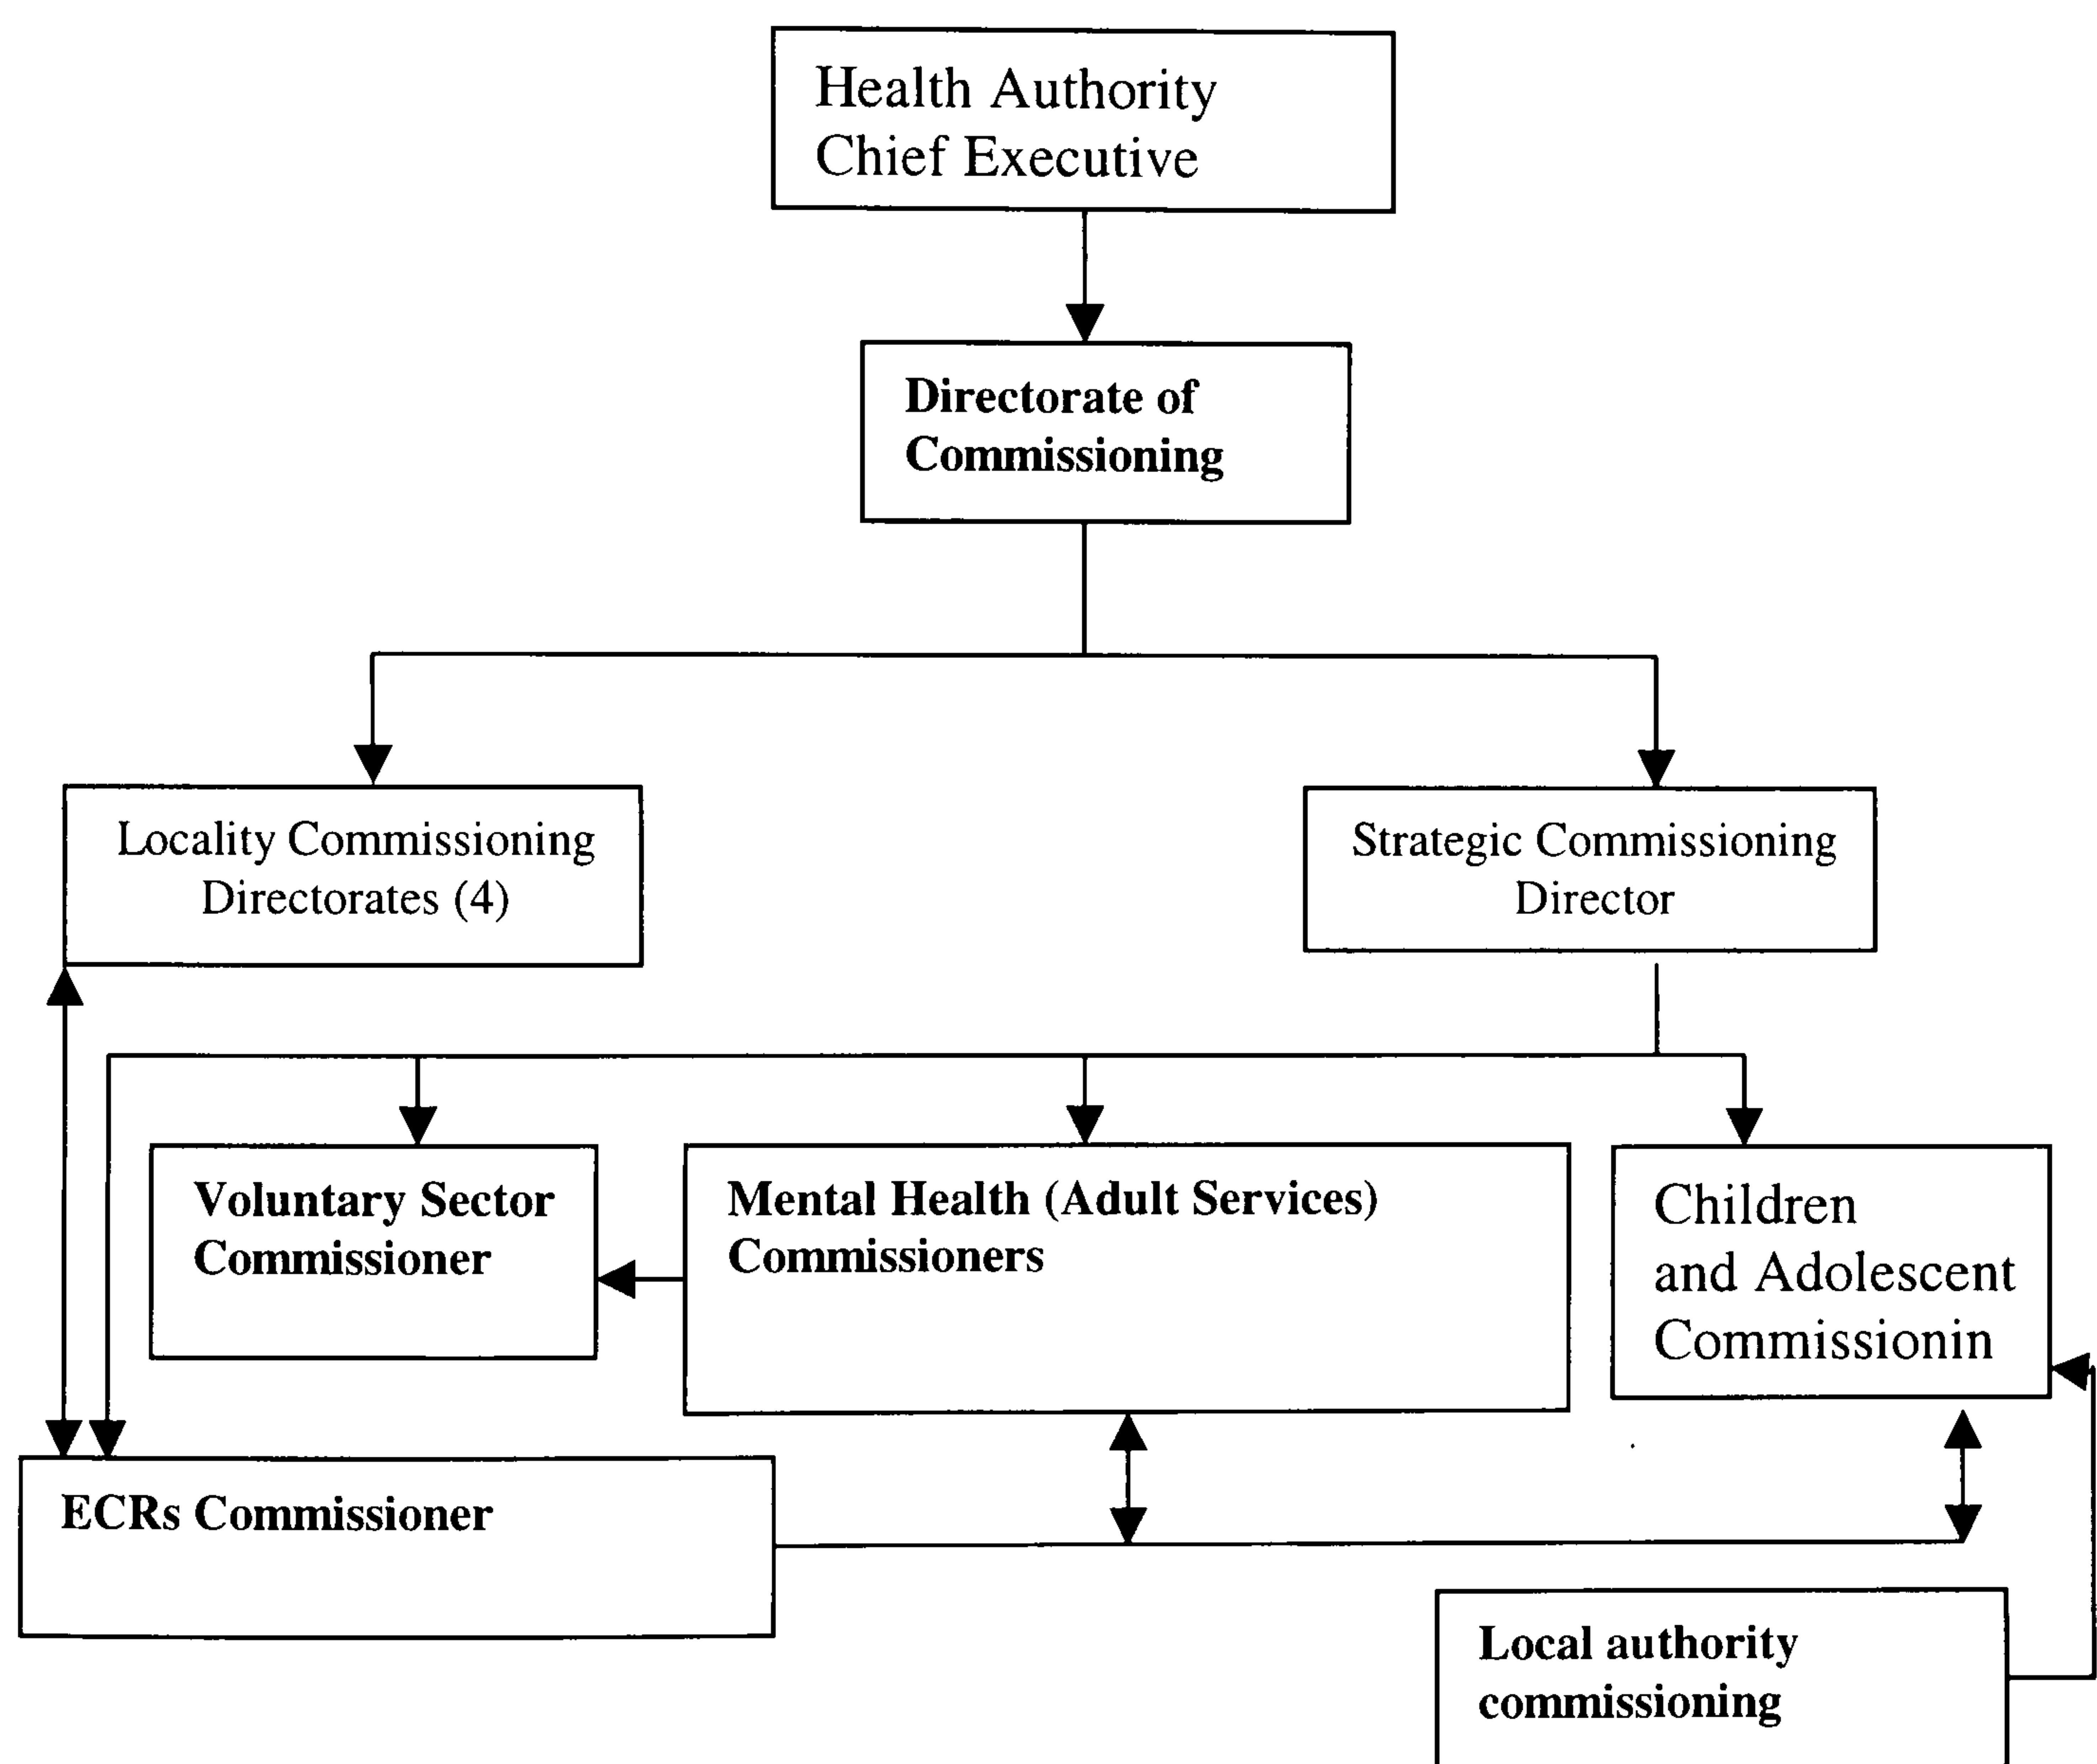 Health Authority
Chief Executive
Directorate of
Commissioning
Locality Commissioning
Directorates (4)
Strategic Commissioning
Director
Voluntary Sector
Commissioner
Mental Health (Adult Services)
Commissioners
Children
and Adolescent
Commissionin
ECRs Commissioner
Local authority
commissioning